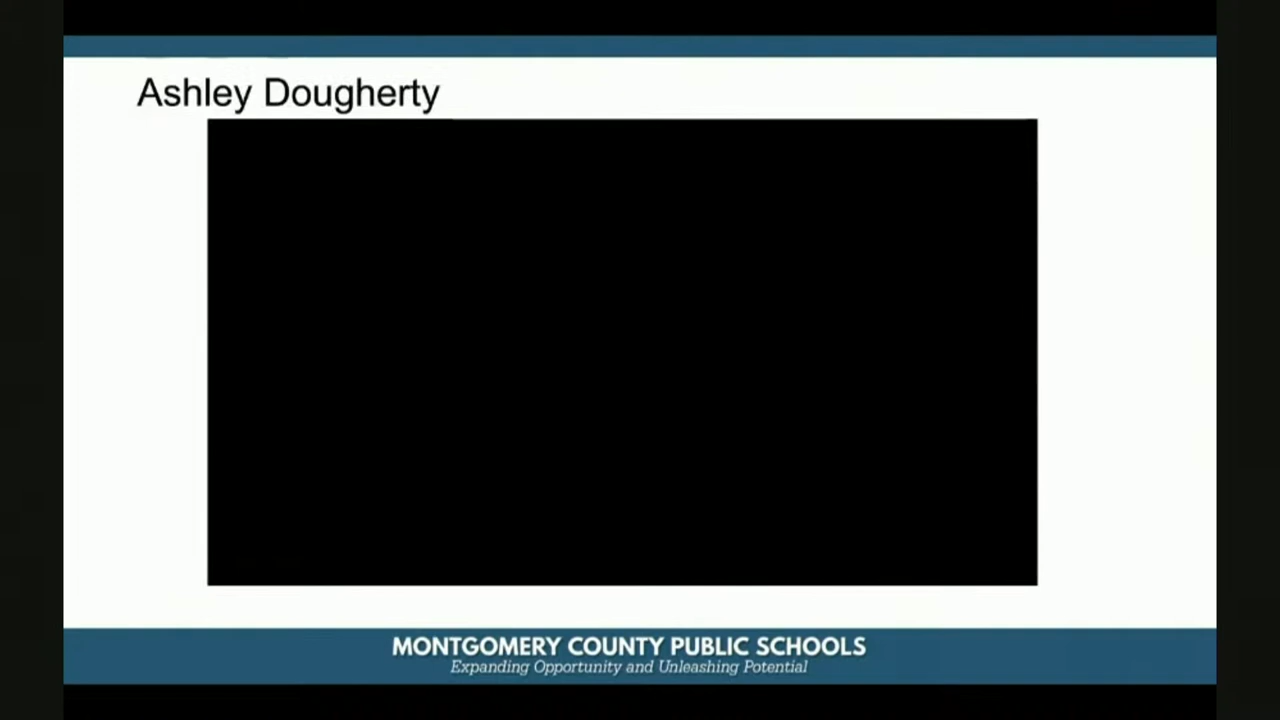 Ashley Dougherty
MONTGOMERY COUNTY PUBLIC SCHOOLS
Expanding Opportunity and Unleashing Potential